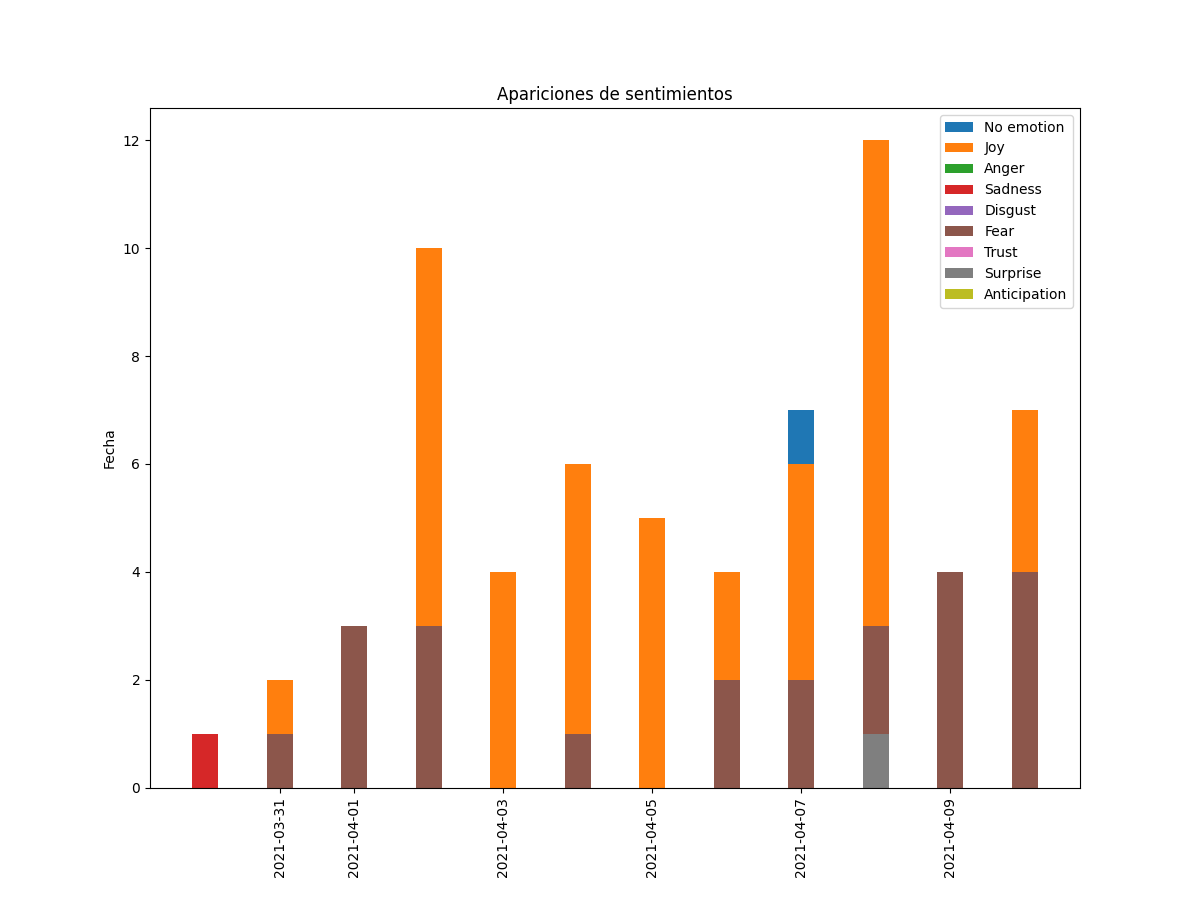 Apariciones de sentimientos
No emotion
Joy
Anger
Sadness
Disgust
Fear
Trust
Surprise
Anticipation
Fecha
12
10
8
6
4
2
0
2021-03-31
2021-04-01
2021-04-03
2021-04-05
2021-04-07
2021-04-09